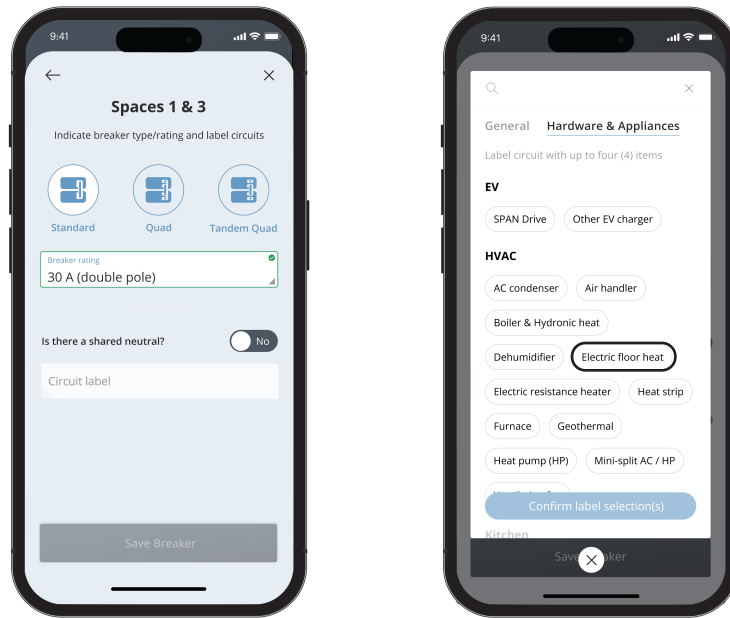 9:41
Spaces 1 & 3
Indicate breaker type/rating and label circuits
Standard
Quad
Tandem Quad
Breaker rating
30 A (double pole)
Is there a shared neutral?
No
Circuit label
Save Breaker
9:41
General
Hardware & Appliances
Label circuit with up to four (4) items
EV
SPAN Drive
Other EV charger
HVAC
AC condenser
Air handler
Boiler & Hydronic heat
Dehumidifier
Electric floor heat
Electric resistance heater
Heat strip
Furnace
Geothermal
Heat pump (HP)
Mini-split AC / HP
Confirm label selection(s)
Kitchen